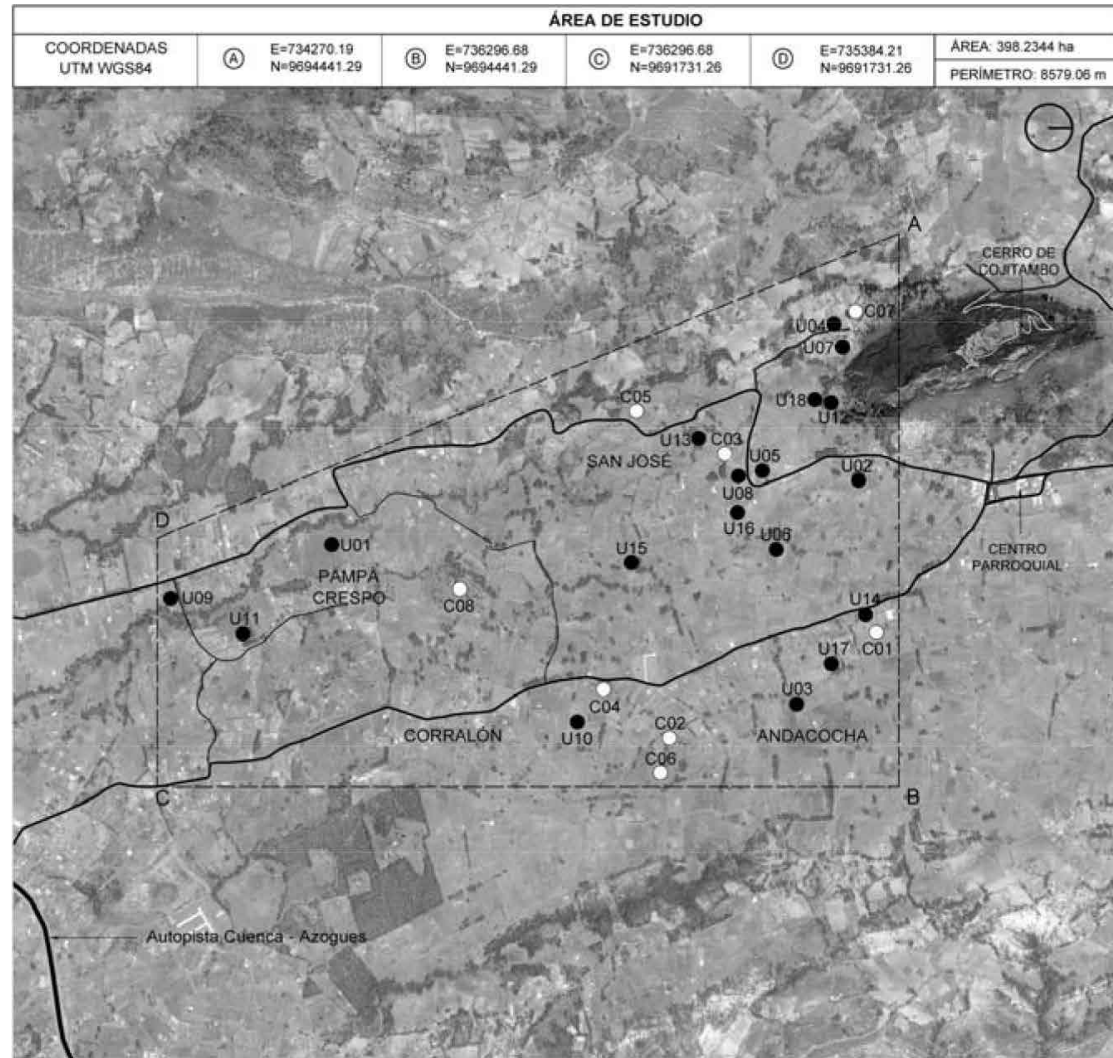 ÁREA DE ESTUDIO
COORDENADAS
UTM WGS84
A
E=734270.19
N=9694441.29
B
E=736296.68
N=9694441.29
C
E=736296.68
N=9691731.26
D
E=735384.21
N=9691731.26
ÁREA: 398.2344 ha
PERÍMETRO: 8579.06 m
A
CERRO DE
COJITAMBO
C07
U04
U07
U18
U12
C05
U13
C03
SAN JOSÉ
U05
U08
U02
U16
U06
D
U01
U15
CENTRO
PARROQUIAL
PAMPA
CRESPO
C08
U09
U11
U14
C01
U17
U03
C04
U10
C02
CORRALÓN
ANDACOCHA
C06
C
B
Autopista Cuenca - Azogues